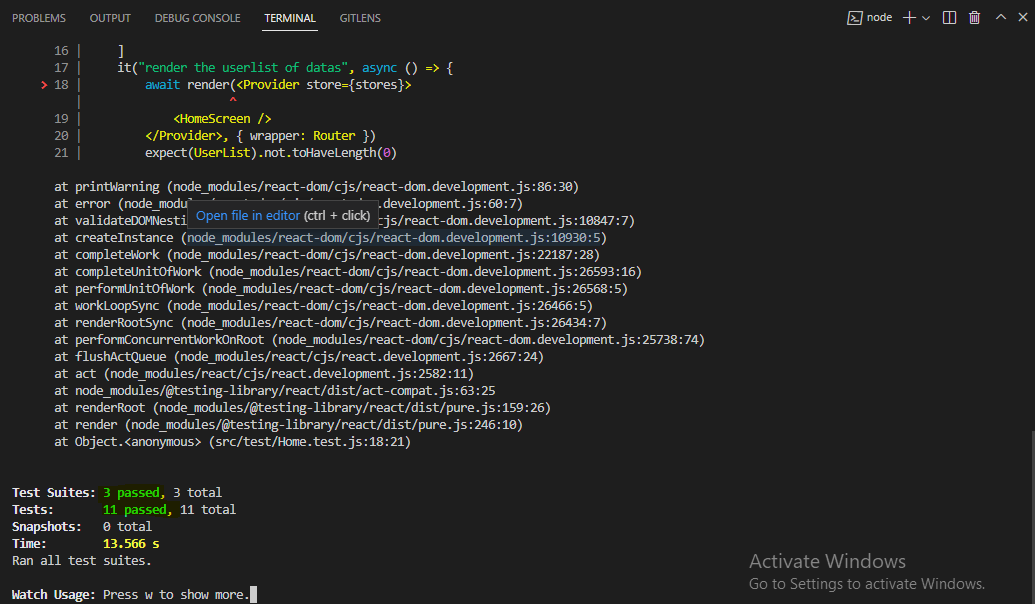 PROBLEMS OUTPUT DEBUG CONSOLE TERMINAL GITLENS node
16 | ]
17 | it("render the userlist of datas", async () => {
> 18 | await render(<Provider store={stores}>
| ^
19 | <HomeScreen />
20 | </Provider>, { wrapper: Router })
21 | expect(UserList).not.toHaveLength(0)
at printWarning (node_modules/react-dom/cjs/react-dom.development.js:86:30)
at error (node_modu .development.js:60:7)
Open file in editor (ctrl + click)
at validateDOMNesti cjs/react-dom.development.js:10847:7)
at createInstance (node_modules/react-dom/cjs/react-dom.development.js:10930:5)
at completeWork (node_modules/react-dom/cjs/react-dom.development.js:22187:28)
at completeUnitOfWork (node_modules/react-dom/cjs/react-dom.development.js:26593:16)
at performUnitOfWork (node_modules/react-dom/cjs/react-dom.development.js:26568:5)
at workLoopSync (node_modules/react-dom/cjs/react-dom.development.js:26466:5)
at renderRootSync (node_modules/react-dom/cjs/react-dom.development.js:26434:7)
at performConcurrentWorkOnRoot (node_modules/react-dom/cjs/react-dom.development.js:25738:74)
at flushActQueue (node_modules/react/cjs/react.development.js:2667:24)
at act (node_modules/react/cjs/react.development.js:2582:11)
at node_modules/@testing-library/react/dist/act-compat.js:63:25
at renderRoot (node_modules/@testing-library/react/dist/pure.js:159:26)
at render (node_modules/@testing-library/react/dist/pure.js:246:10)
at Object.<anonymous> (src/test/Home.test.js:18:21)
Test Suites: 3 passed, 3 total
Tests: 11 passed, 11 total
Snapshots: 0 total
Time: 13.566 s
Ran all test suites.
Watch Usage: Press w to show more.
Activate Windows
Go to Settings to activate Windows.